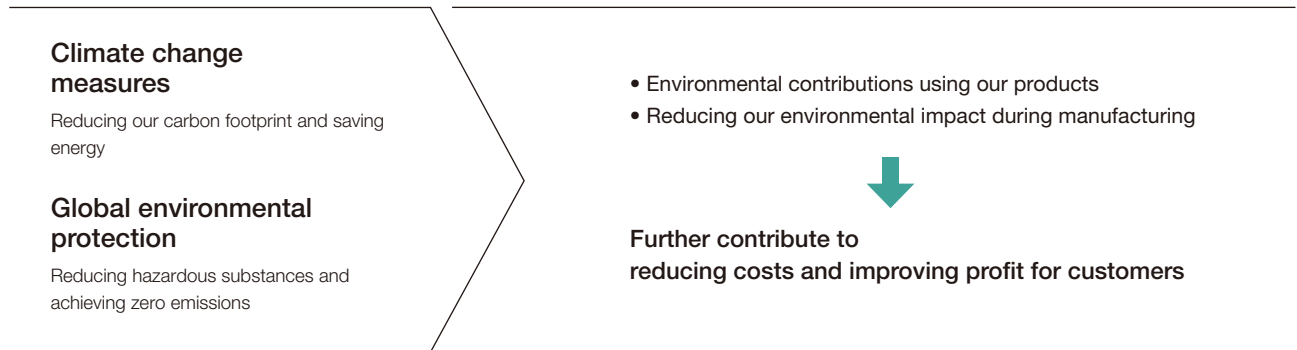 Climate change
measures
Reducing our carbon footprint and saving
energy
Global environmental
protection
Reducing hazardous substances and
achieving zero emissions
• Environmental contributions using our products
• Reducing our environmental impact during manufacturing
Further contribute to
reducing costs and improving profit for customers